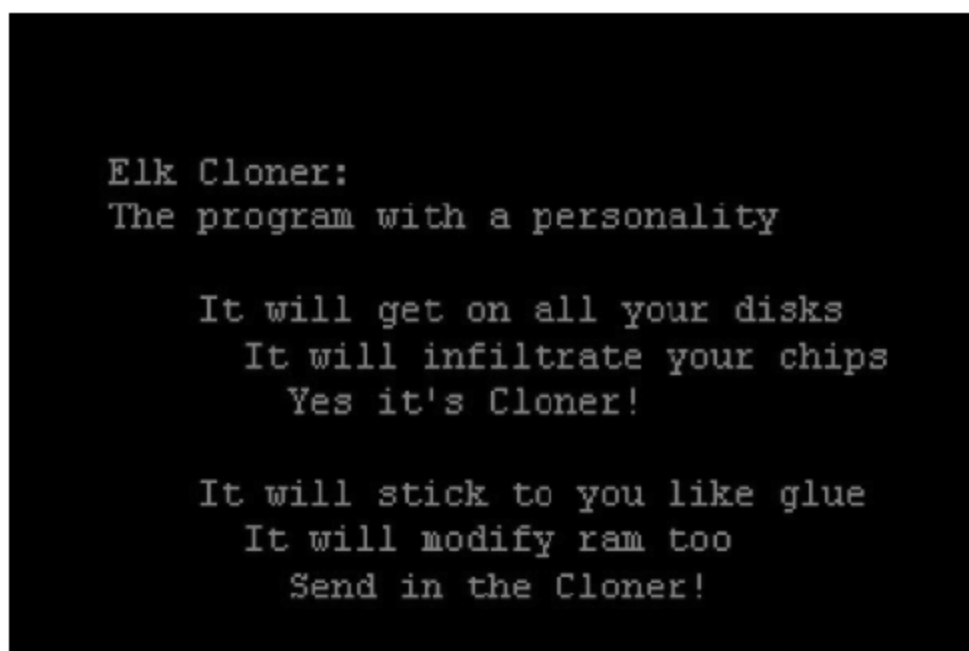 Elk Cloner:
The program with a personality
It will get on all your disks
It will infiltrate your chips
Yes it's Cloner!
It will stick to you like glue
It will modify ram too
Send in the Cloner!